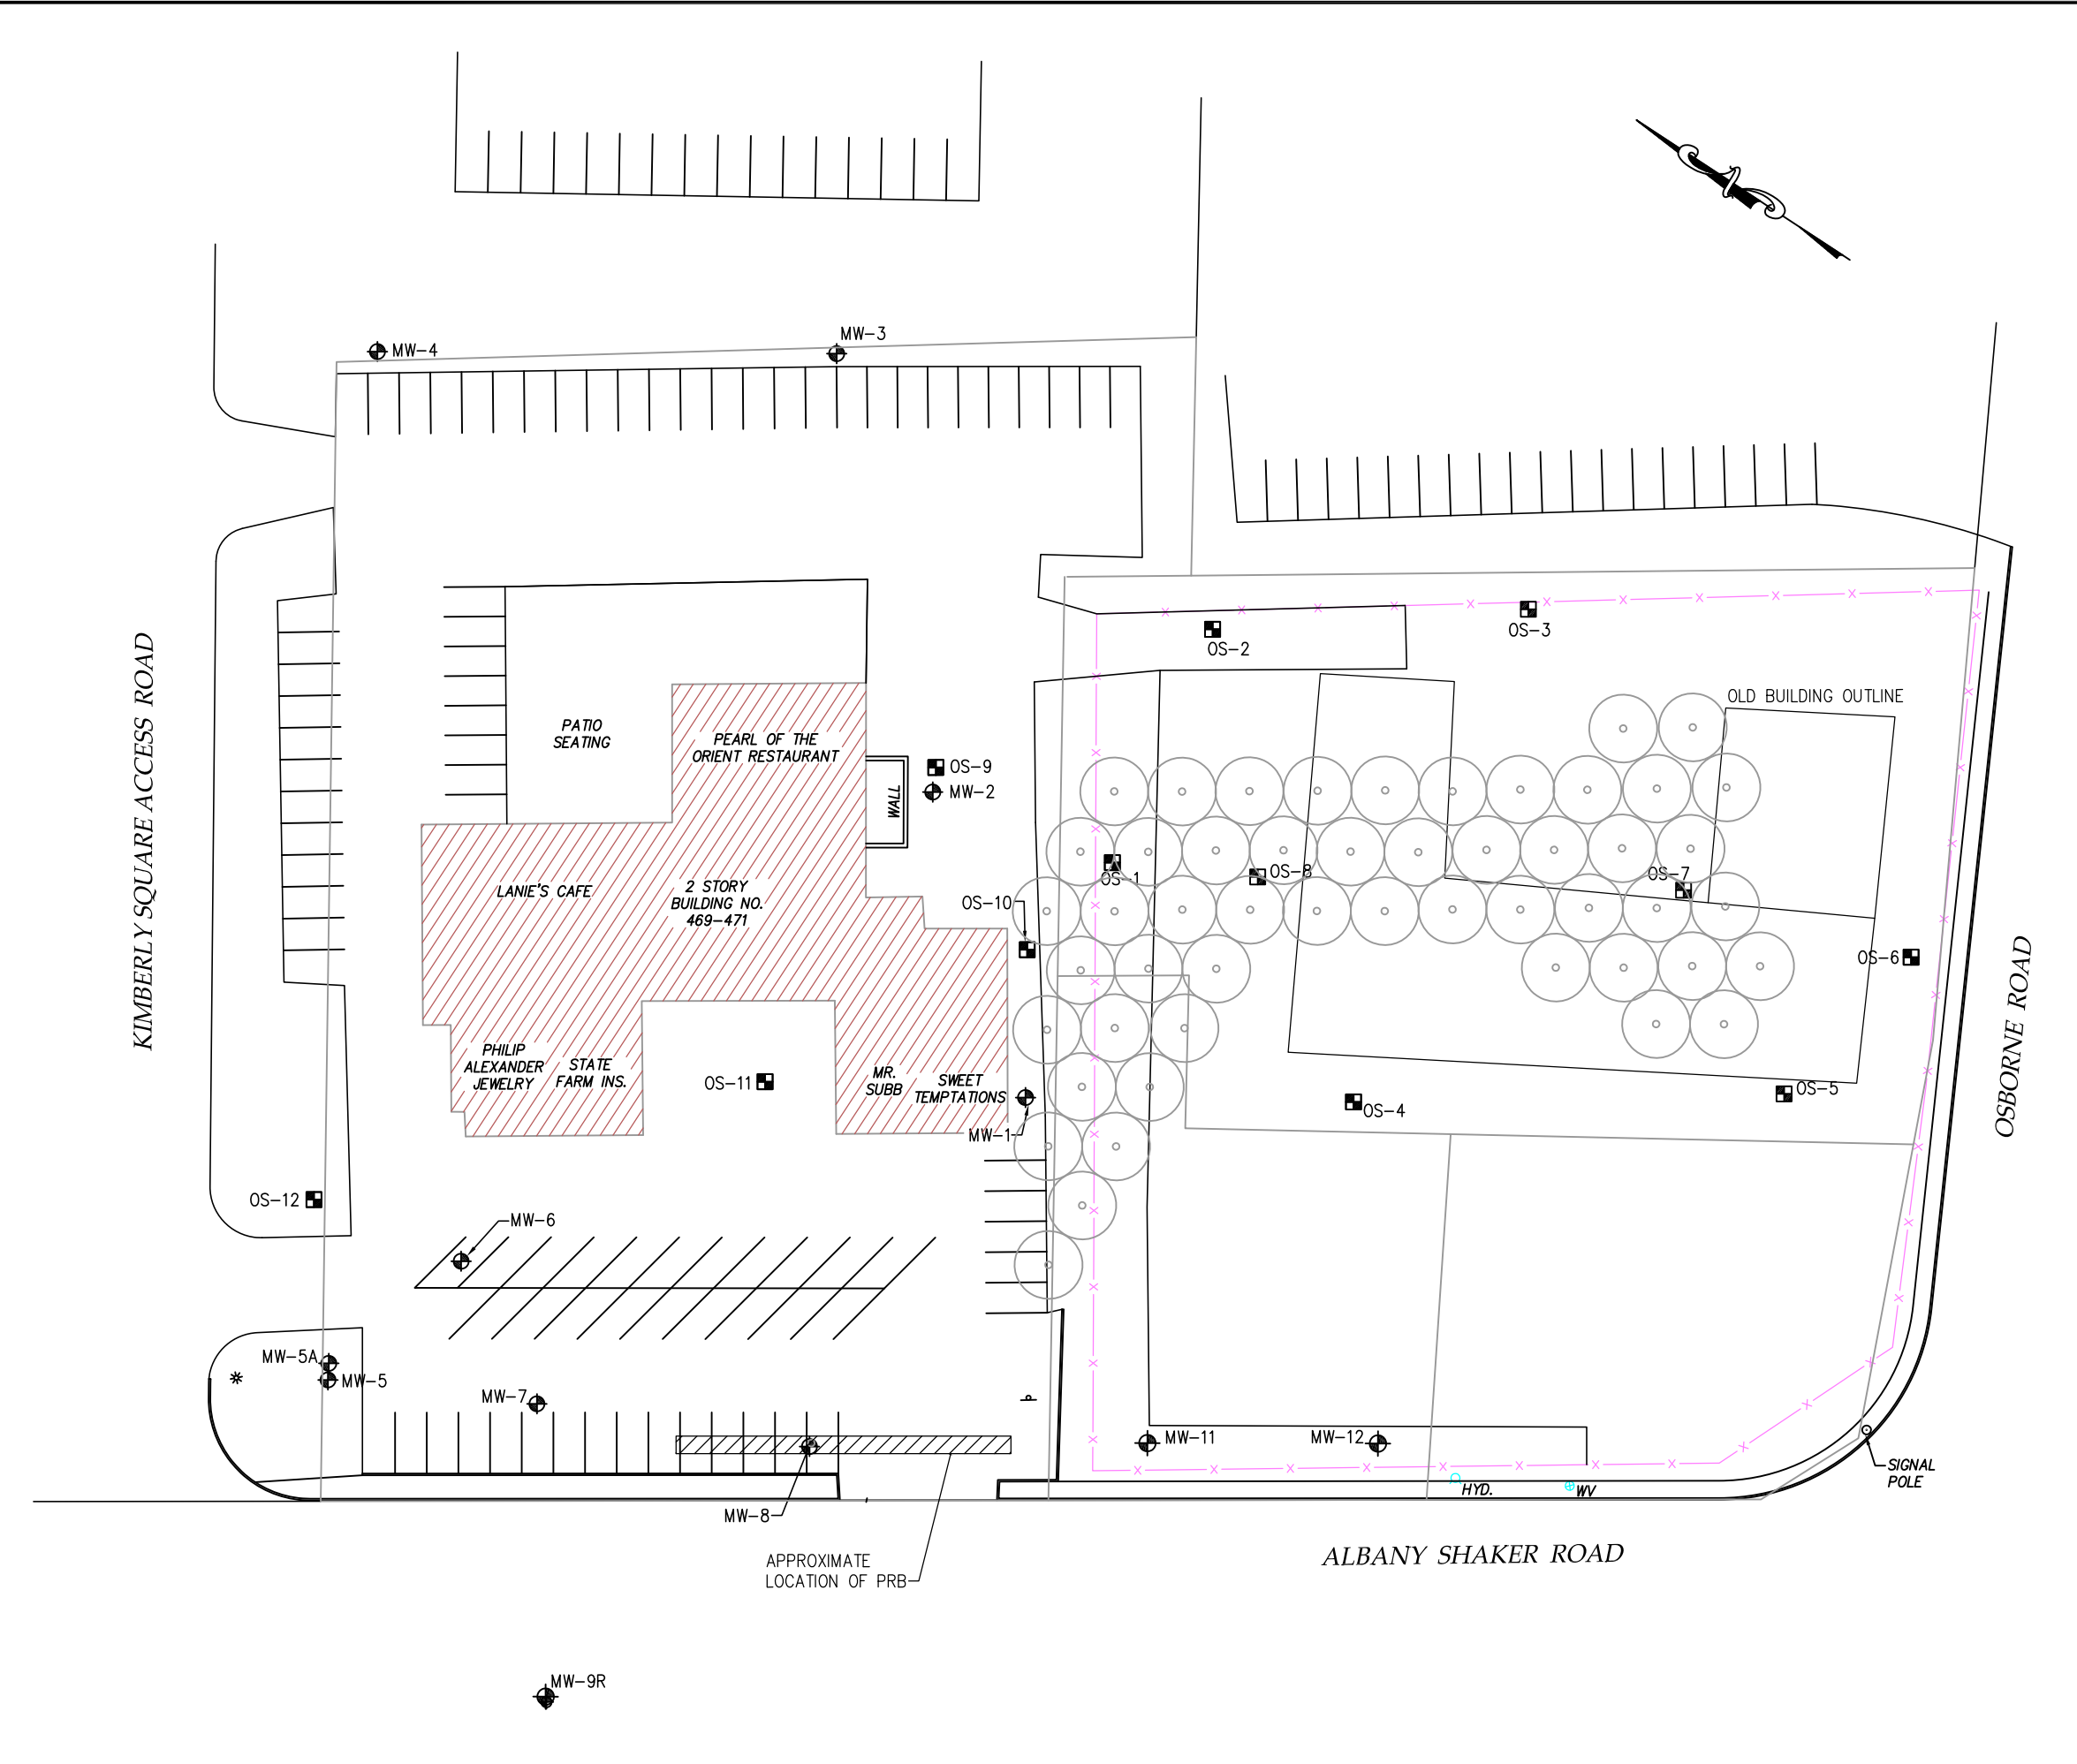 MW-3
MW-4
OS-2
OS-3
OLD BUILDING OUTLINE
PATIO
SEATING
PEARL OF THE
ORIENT RESTAURANT
WALL
OS-9
MW-2
KIMBERLY SQUARE ACCESS ROAD
LANIE'S CAFE
2 STORY
BUILDING NO.
469-471
OS-10
OS-1
OS-8
OS-7
OS-6
OSBORNE ROAD
PHILIP
ALEXANDER
JEWELRY
STATE
FARM INS.
OS-11
MR.
SUBB
SWEET
TEMPTATIONS
MW-1
OS-4
OS-5
OS-12
MW-6
MW-5A
MW-5
MW-7
MW-11
MW-12
SIGNAL
POLE
HYD.
WV
MW-8
APPROXIMATE
LOCATION OF PRB
ALBANY SHAKER ROAD
MW-9R